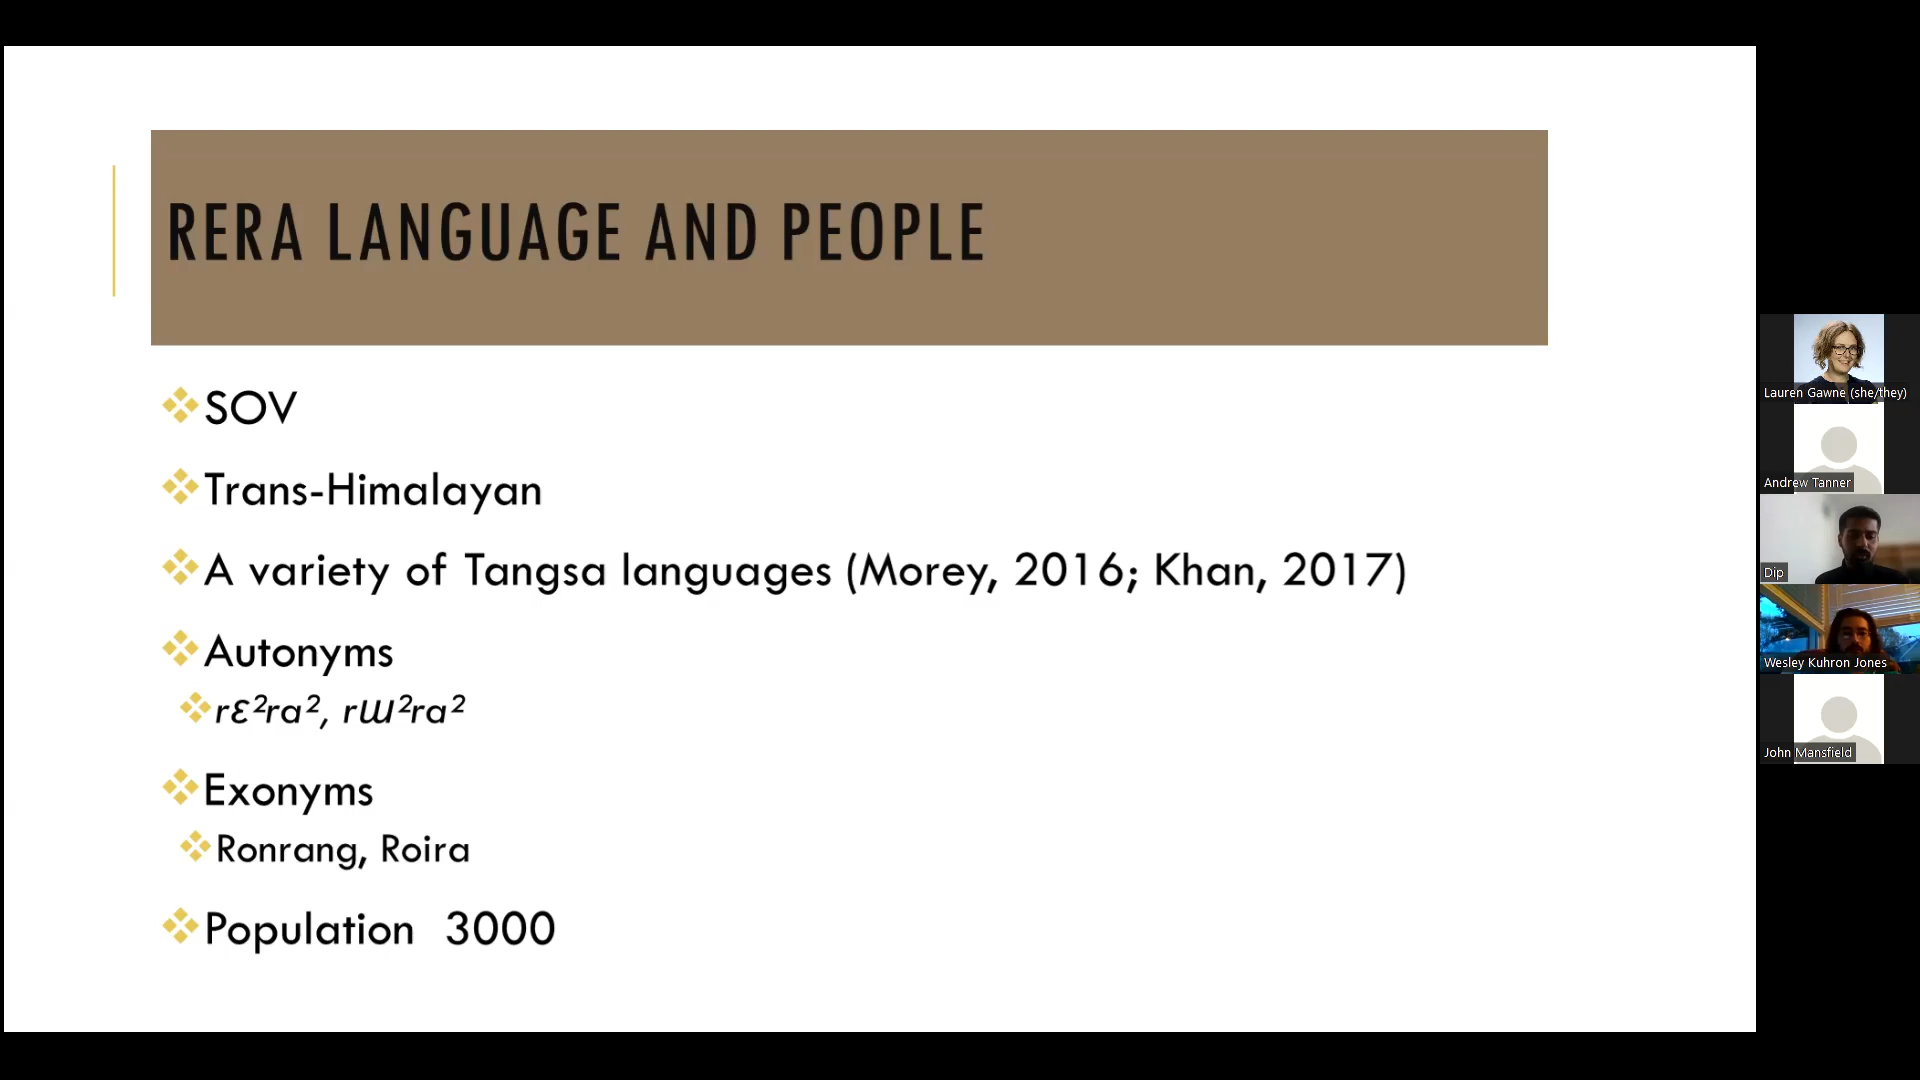 RERA LANGUAGE AND PEOPLE
SOV
Trans-Himalayan
A variety of Tangsa languages (Morey, 2016; Khan, 2017)
Autonyms
rɛ²ra², rɯ²ra²
Exonyms
Ronrang, Roira
Population 3000
Lauren Gawne (she/they)
Andrew Tanner
Dip
Wesley Kuhron Jones
John Mansfield